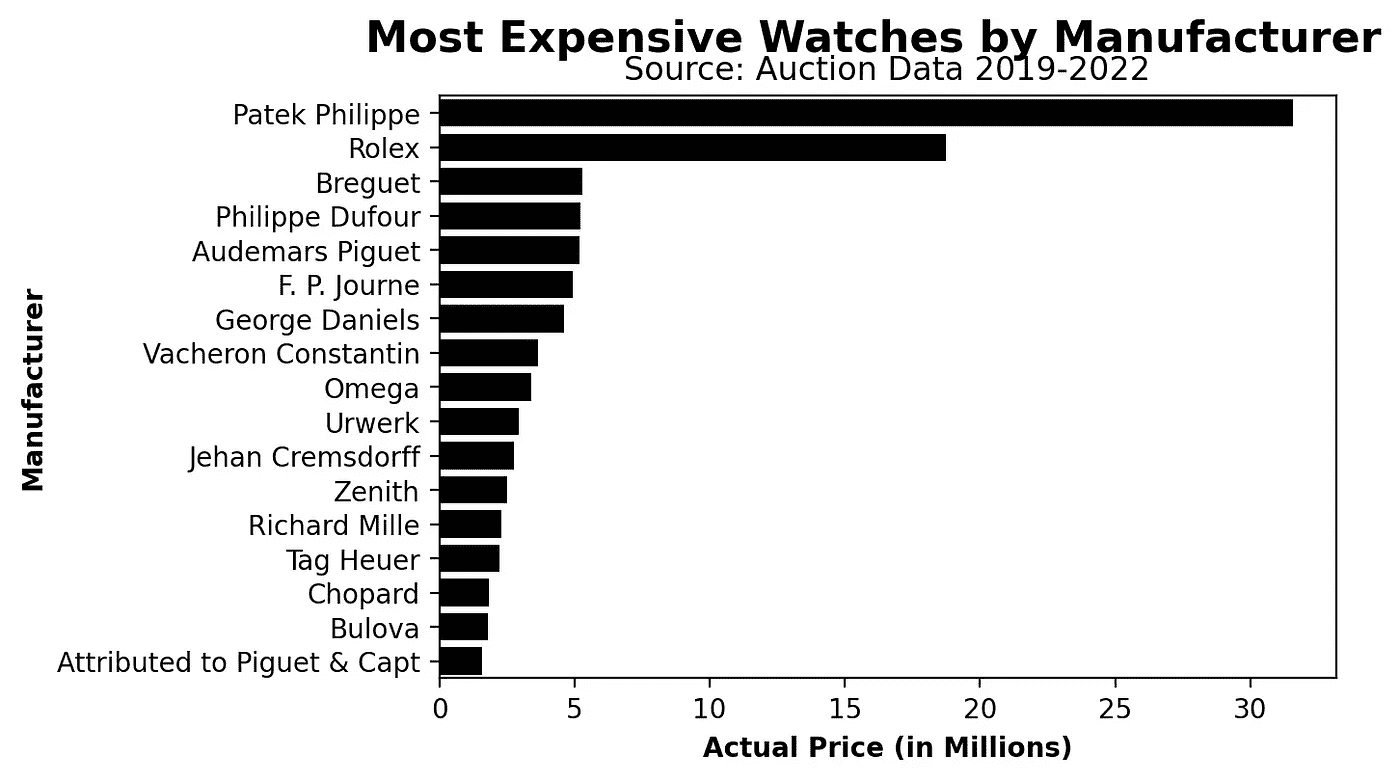 Most Expensive Watches by Manufacturer
Source: Auction Data 2019-2022
Manufacturer
Patek Philippe
Rolex
Breguet
Philippe Dufour
Audemars Piguet
F. P. Journe
George Daniels
Vacheron Constantin
Omega
Urwerk
Jehan Cremsdorff
Zenith
Richard Mille
Tag Heuer
Chopard
Bulova
Attributed to Piguet & Capt
0 5 10 15 20 25 30
Actual Price (in Millions)